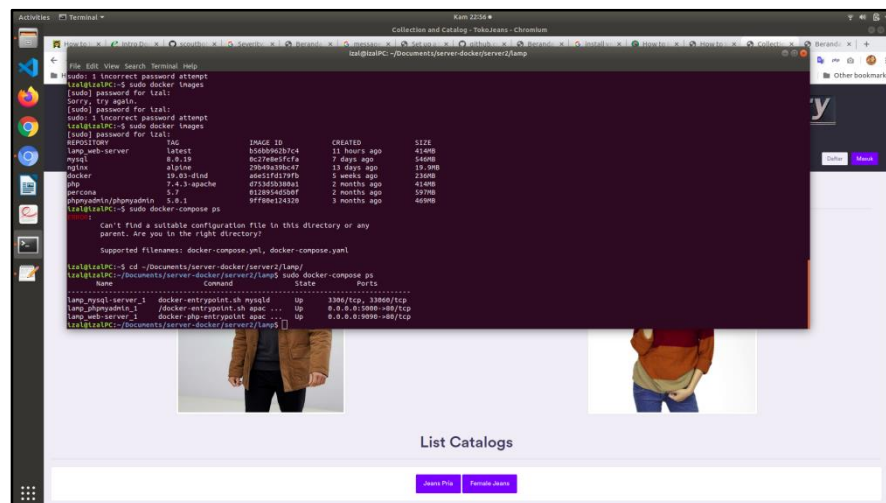 Activities Terminal Kam 22:56
Collection and Catalog - TokoJeans - Chromium
izal@izalPC: ~/Documents/server-docker/server2/lamp
File Edit View Search Terminal Help
Other bookmark
sudo: 1 incorrect password attempt
izal@izalPC:~$ sudo docker images
[sudo] password for izal:
Sorry, try again.
[sudo] password for izal:
sudo: 1 incorrect password attempt
izal@izalPC:~$ sudo docker images
[sudo] password for izal:
REPOSITORY TAG IMAGE ID CREATED SIZE
lamp_web-server latest b56bb962b7c4 11 hours ago 414MB
mysql 8.0.19 0c27e8e5fcfa 7 days ago 546MB
nginx alpine 29b49a39bc47 13 days ago 19.9MB
docker 19.03-dind a6e51fd179fb 5 weeks ago 236MB
php 7.4.3-apache d753d5b380a1 2 months ago 414MB
percona 5.7 0128954d5b0f 2 months ago 597MB
phpmyadmin/phpmyadmin 5.0.1 9ff80e124320 3 months ago 469MB
izal@izalPC:~$ sudo docker-compose ps
ERROR:
Can't find a suitable configuration file in this directory or any
parent. Are you in the right directory?
Supported filenames: docker-compose.yml, docker-compose.yaml
izal@izalPC:~$ cd ~/Documents/server-docker/server2/lamp/
izal@izalPC:~/Documents/server-docker/server2/lamp$ sudo docker-compose ps
Name Command State Ports
--------------------------------------------------------------------------------
lamp_mysql-server_1 docker-entrypoint.sh mysqld Up 3306/tcp, 33060/tcp
lamp_phpmyadmin_1 /docker-entrypoint.sh apac ... Up 0.0.0.0:5000->80/tcp
lamp_web-server_1 docker-php-entrypoint apac ... Up 0.0.0.0:9090->80/tcp
izal@izalPC:~/Documents/server-docker/server2/lamp$
Daftar Masuk
List Catalogs
Jeans Pria Female Jeans